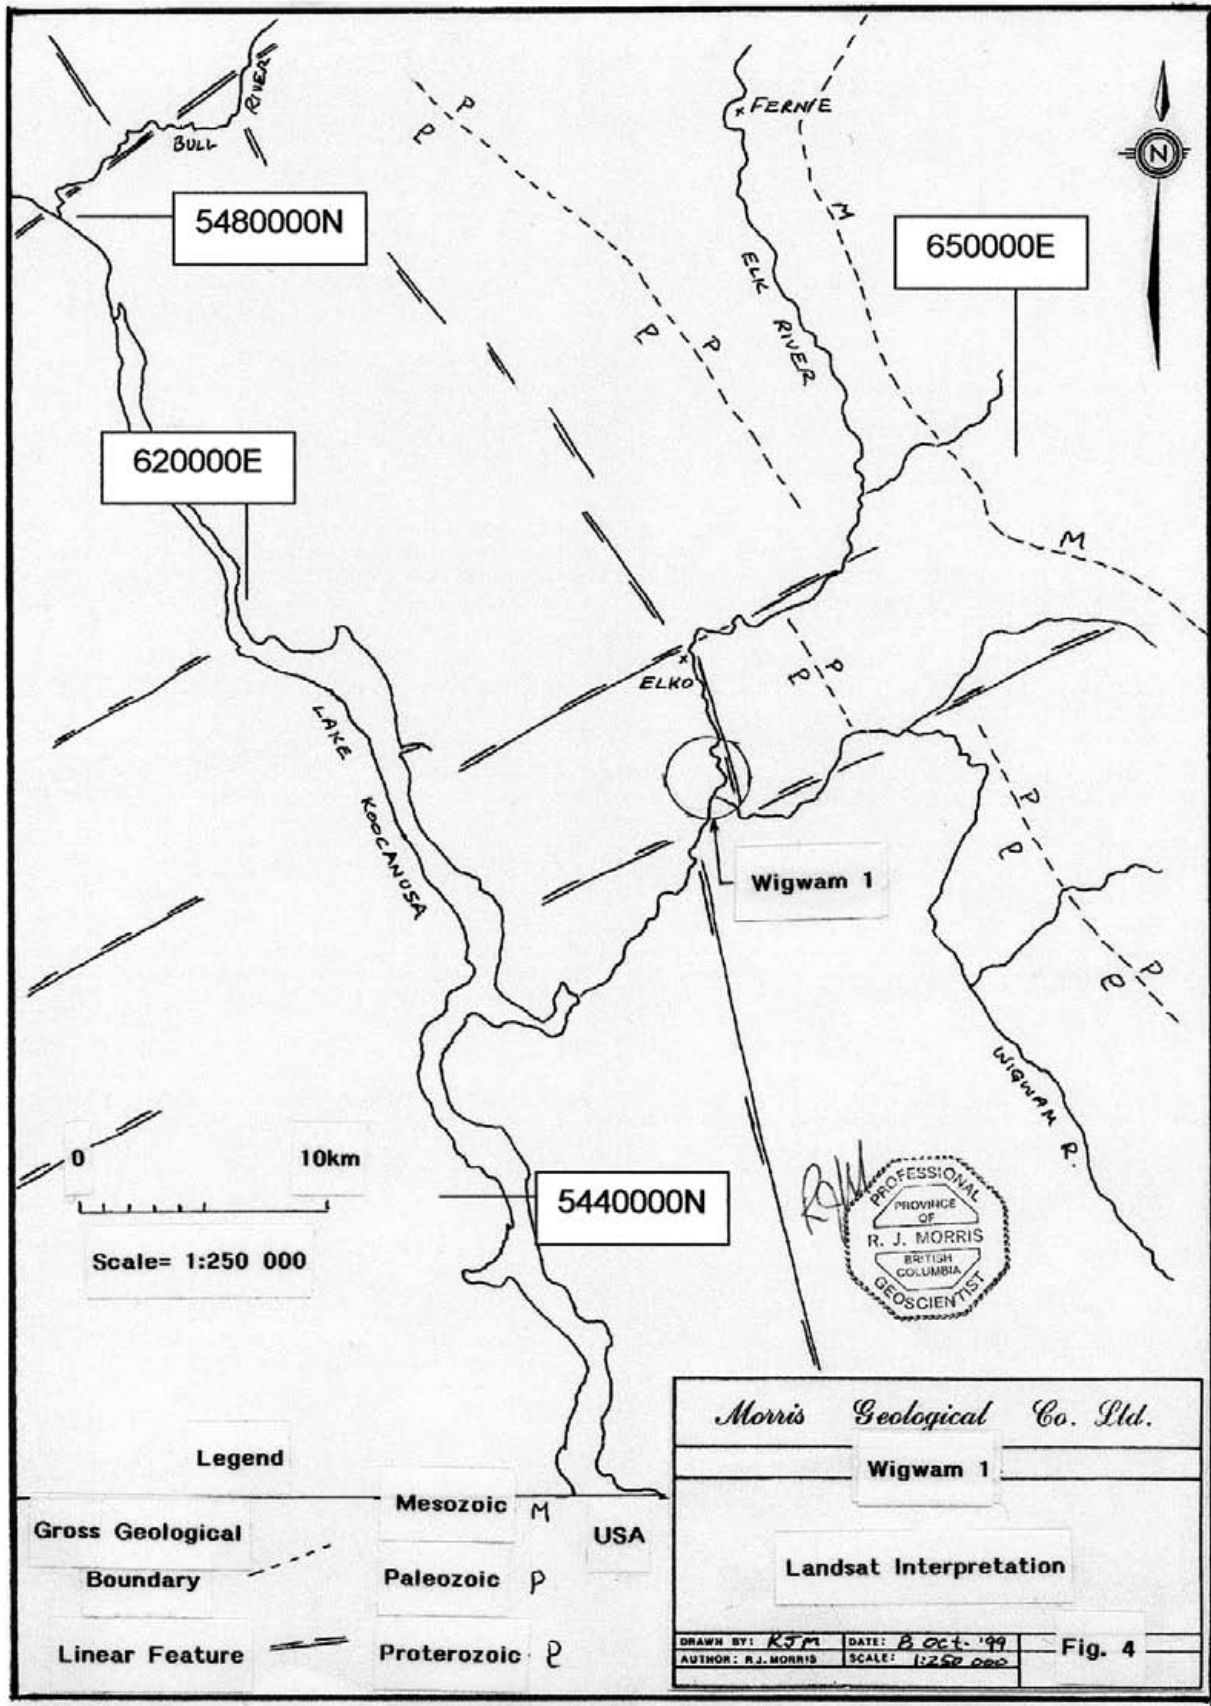 RIVER
BULL
P
P
x FERNIE
N
5480000N
M
650000E
ELK
RIVER
P
P
620000E
M
ELKO
P
P
LAKE
KOOCANUSA
Wigwam 1
P
P
P
P
WIGWAM R.
0 10km
Scale= 1:250 000
5440000N
RJM
PROFESSIONAL
PROVINCE
OF
R. J. MORRIS
BRITISH
COLUMBIA
GEOSCIENTIST
Morris Geological Co. Ltd.
Wigwam 1
Landsat Interpretation
DRAWN BY: RJM DATE: 8 Oct. '99
AUTHOR: R.J. MORRIS SCALE: 1:250 000
Fig. 4
Legend
Gross Geological
Boundary
Linear Feature
Mesozoic M
Paleozoic P
Proterozoic P
USA